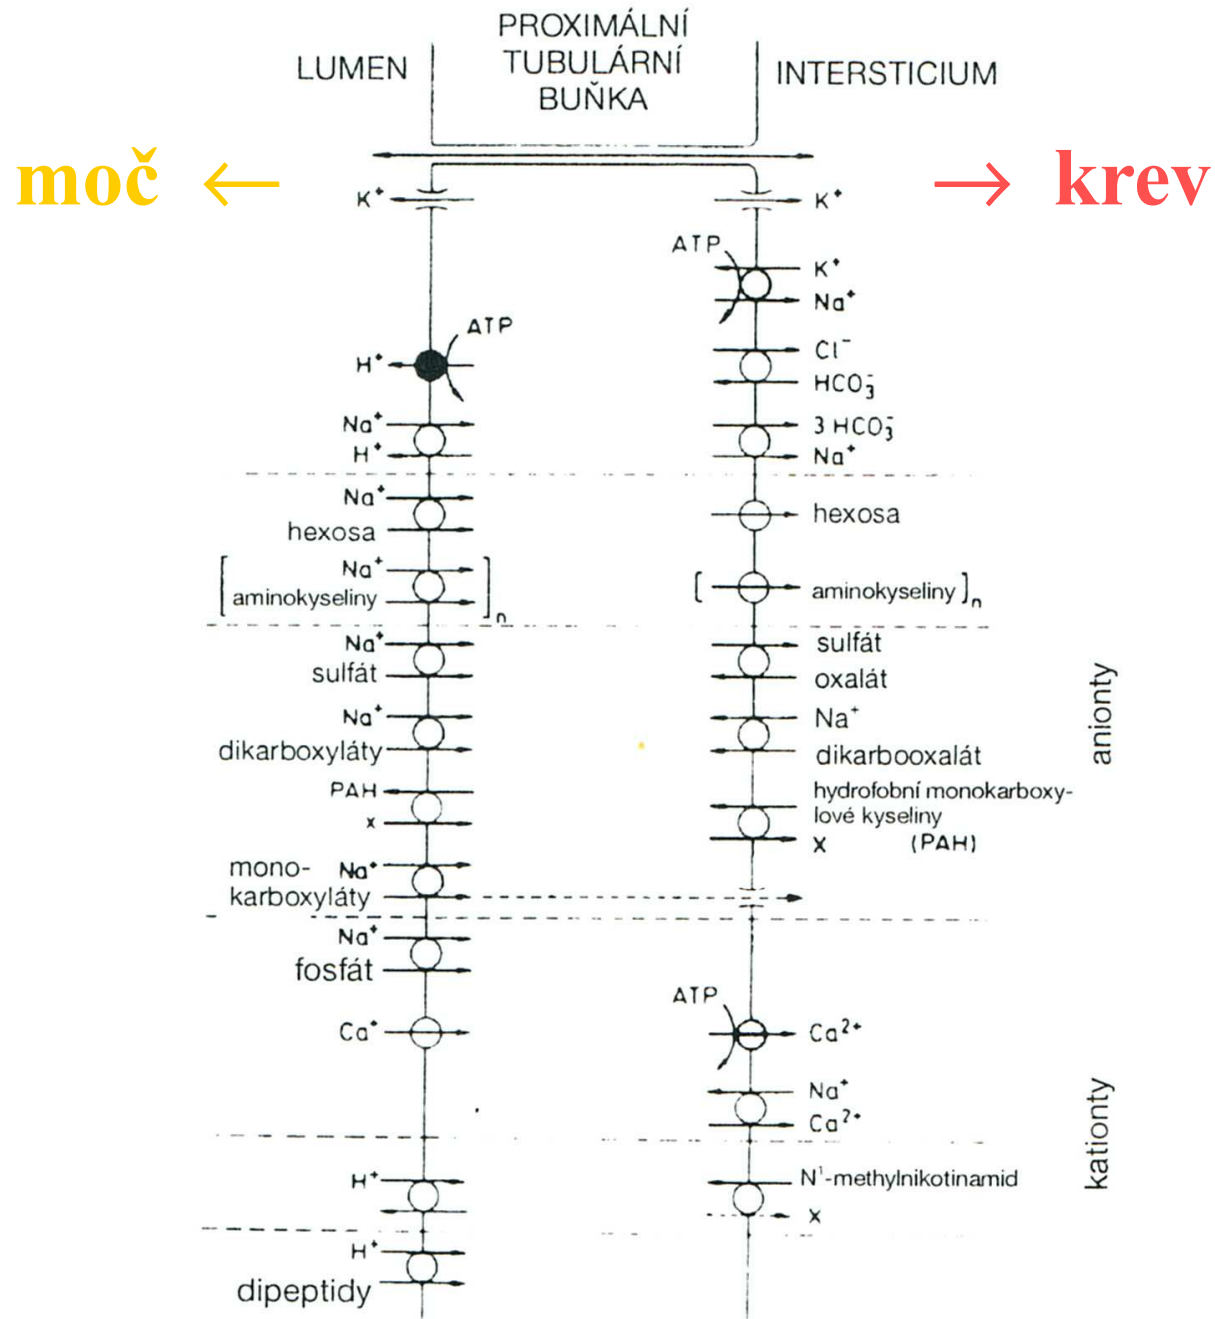 PROXIMÁLNÍ
TUBULÁRNÍ
BUŇKA
LUMEN
INTERSTICIUM
moč ←
→ krev
K⁺
K⁺
ATP
K⁺
Na⁺
ATP
H⁺
Cl⁻
HCO₃⁻
Na⁺
H⁺
3 HCO₃⁻
Na⁺
Na⁺
hexosa
hexosa
Na⁺
aminokyseliny
n
aminokyseliny
n
Na⁺
sulfát
sulfát
oxalát
Na⁺
dikarboxyláty
Na⁺
dikarbooxalát
PAH
x
hydrofobní monokarboxy-
lové kyseliny
x (PAH)
mono-
karboxyláty
Na⁺
anionty
Na⁺
fosfát
Ca⁺
ATP
Ca²⁺
Na⁺
Ca²⁺
kationty
H⁺
N¹-methylnikotinamid
x
H⁺
dipeptidy